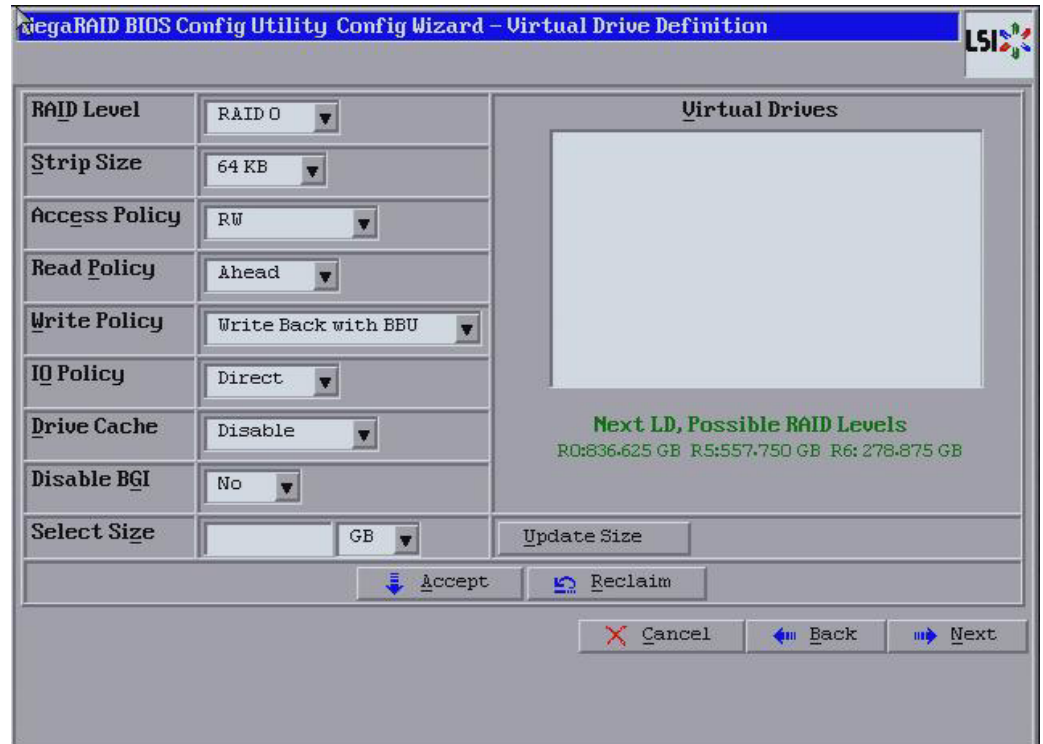 MegaRAID BIOS Config Utility Config Wizard – Virtual Drive Definition
LSI
RAID Level RAID 0
Strip Size 64 KB
Access Policy RW
Read Policy Ahead
Write Policy Write Back with BBU
IO Policy Direct
Drive Cache Disable
Disable BGI No
Select Size GB
Virtual Drives
Next LD, Possible RAID Levels
R0:836.625 GB R5:557.750 GB R6: 278.875 GB
Update Size
Accept Reclaim
Cancel Back Next